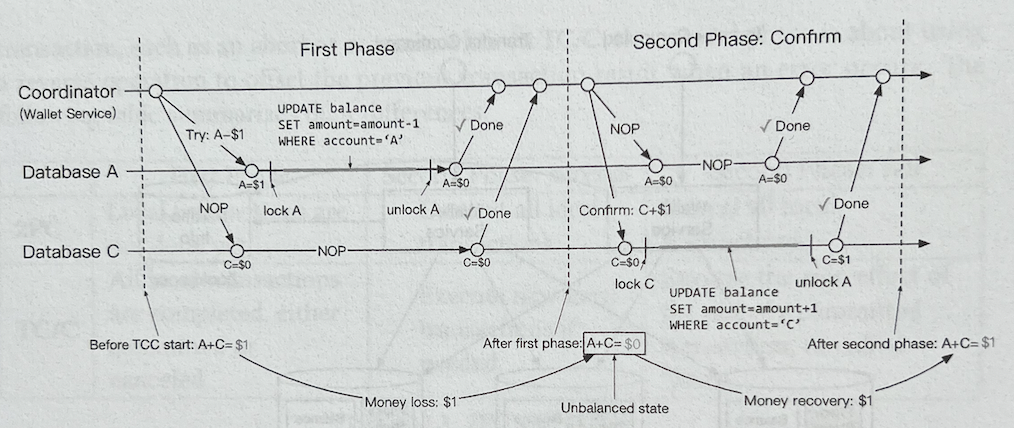 First Phase
Second Phase: Confirm
Coordinator
(Wallet Service)
Try: A-$1
UPDATE balance
SET amount=amount-1
WHERE account=‘A’
✓ Done
NOP
✓ Done
Database A
A=$1
lock A
unlock A
A=$0
A=$0
NOP
A=$0
NOP
✓ Done
Confirm: C+$1
✓ Done
Database C
C=$0
NOP
C=$0
C=$0
lock C
C=$1
unlock A
UPDATE balance
SET amount=amount+1
WHERE account=‘C’
Before TCC start: A+C= $1
After first phase: A+C= $0
After second phase: A+C= $1
Money loss: $1
Unbalanced state
Money recovery: $1